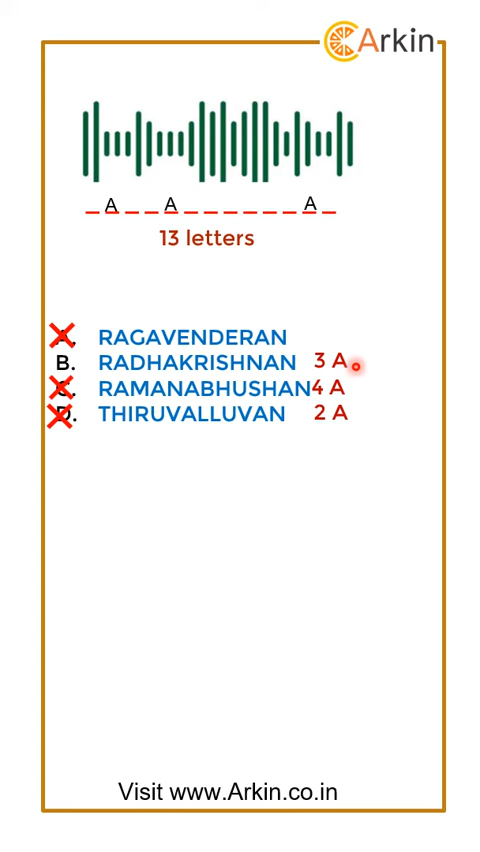 Arkin
A A A
_ _ _ _ _ _ _ _ _ _ _ _ _
13 letters
A. RAGAVENDERAN
B. RADHAKRISHNAN 3 A
C. RAMANABHUSHAN 4 A
D. THIRUVALLUVAN 2 A
Visit www.Arkin.co.in